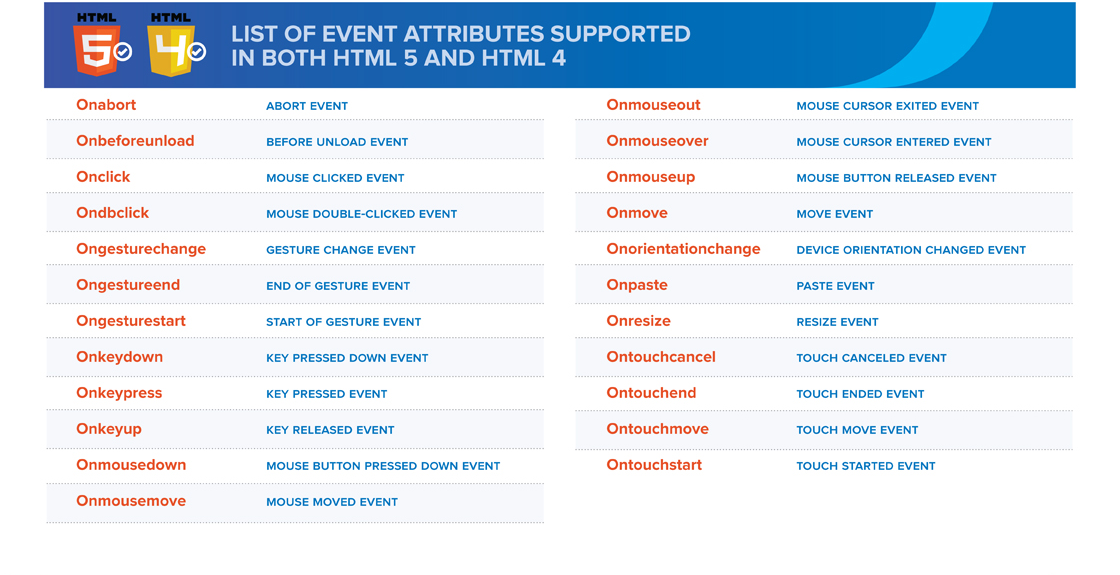 HTML
5
HTML
4
LIST OF EVENT ATTRIBUTES SUPPORTED
IN BOTH HTML 5 AND HTML 4
Onabort ABORT EVENT
Onbeforeunload BEFORE UNLOAD EVENT
Onclick MOUSE CLICKED EVENT
Ondbclick MOUSE DOUBLE-CLICKED EVENT
Ongesturechange GESTURE CHANGE EVENT
Ongestureend END OF GESTURE EVENT
Ongesturestart START OF GESTURE EVENT
Onkeydown KEY PRESSED DOWN EVENT
Onkeypress KEY PRESSED EVENT
Onkeyup KEY RELEASED EVENT
Onmousedown MOUSE BUTTON PRESSED DOWN EVENT
Onmousemove MOUSE MOVED EVENT
Onmouseout MOUSE CURSOR EXITED EVENT
Onmouseover MOUSE CURSOR ENTERED EVENT
Onmouseup MOUSE BUTTON RELEASED EVENT
Onmove MOVE EVENT
Onorientationchange DEVICE ORIENTATION CHANGED EVENT
Onpaste PASTE EVENT
Onresize RESIZE EVENT
Ontouchcancel TOUCH CANCELED EVENT
Ontouchend TOUCH ENDED EVENT
Ontouchmove TOUCH MOVE EVENT
Ontouchstart TOUCH STARTED EVENT